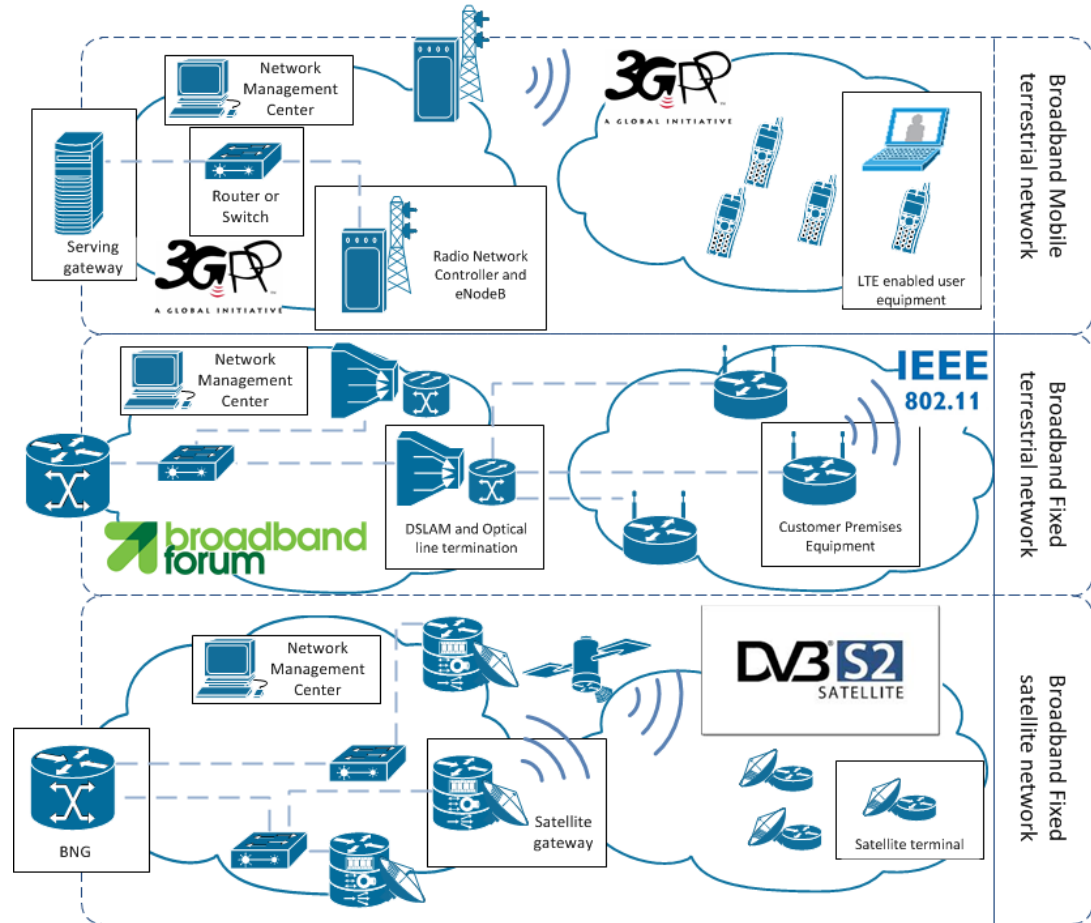 Network
Management
Center
3GPP
A GLOBAL INITIATIVE
Serving
gateway
Router or
Switch
3GPP
A GLOBAL INITIATIVE
Radio Network
Controller and
eNodeB
LTE enabled user
equipment
Broadband Mobile
terrestrial network
Network
Management
Center
IEEE
802.11
broadband
forum
DSLAM and Optical
line termination
Customer Premises
Equipment
Broadband Fixed
terrestrial network
Network
Management
Center
DVB S2
SATELLITE
BNG
Satellite
gateway
Satellite terminal
Broadband Fixed
satellite network